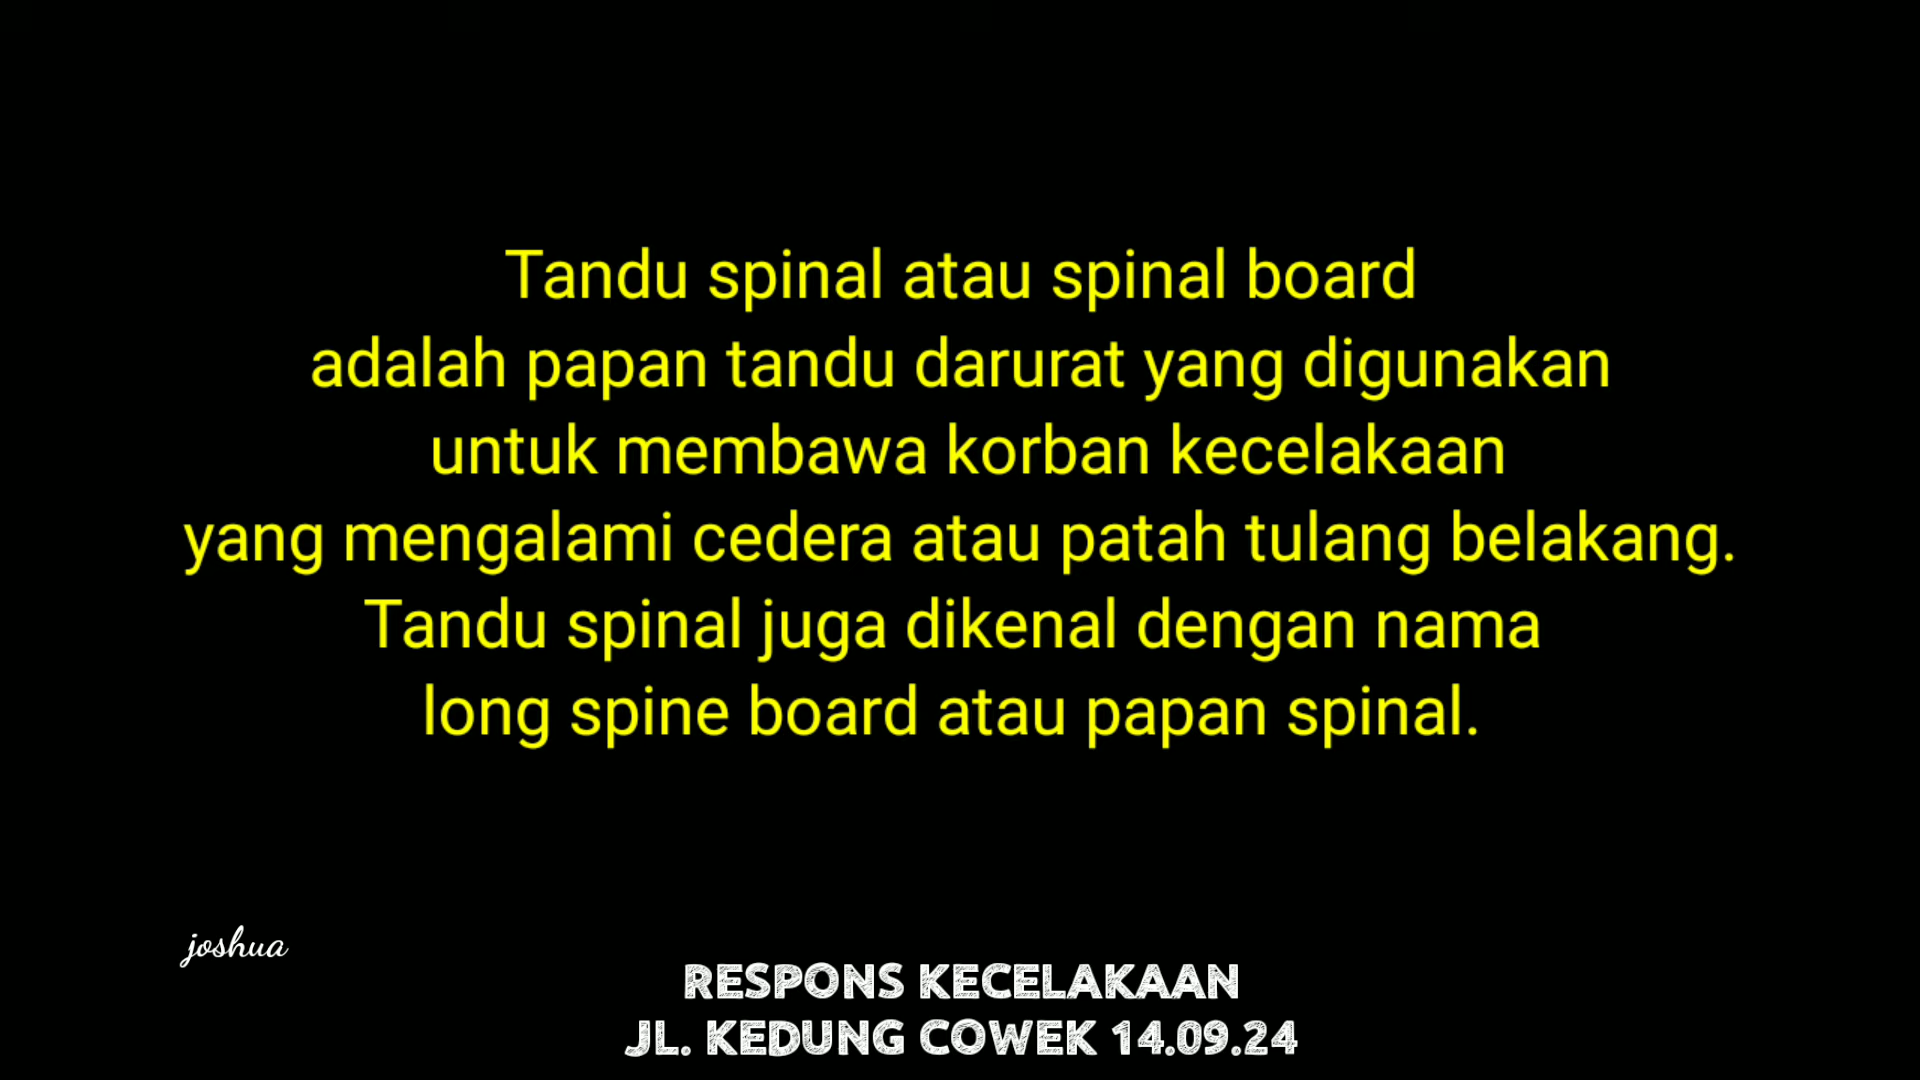 Tandu spinal atau spinal board
adalah papan tandu darurat yang digunakan
untuk membawa korban kecelakaan
yang mengalami cedera atau patah tulang belakang.
Tandu spinal juga dikenal dengan nama
long spine board atau papan spinal.
joshua
RESPONS KECELAKAAN
JL. KEDUNG COWEK 14.09.24